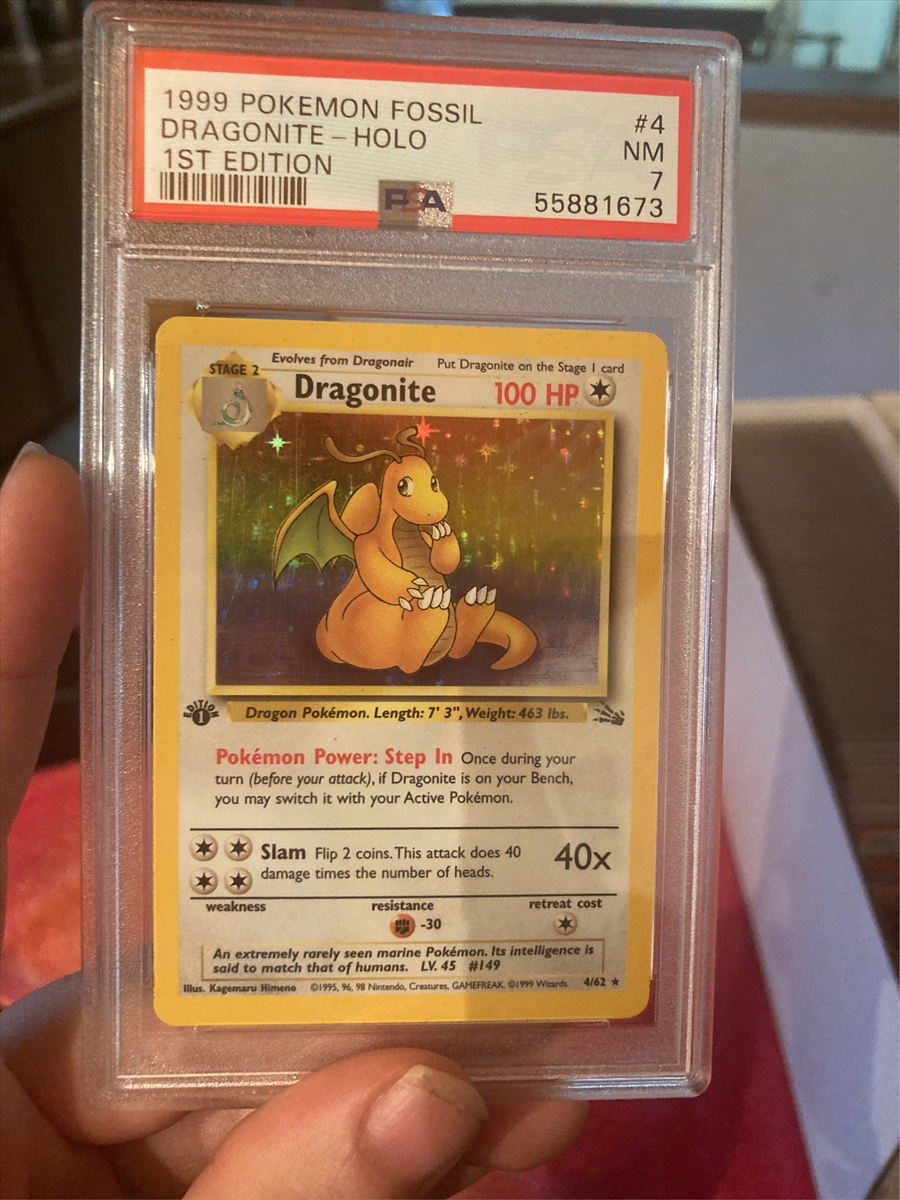 1999 POKEMON FOSSIL #4
DRAGONITE – HOLO NM
1ST EDITION 7
PSA 55881673
Evolves from Dragonair Put Dragonite on the Stage 1 card
STAGE 2
Dragonite 100 HP
EDITION 1
Dragon Pokémon. Length: 7' 3", Weight: 463 lbs.
Pokémon Power: Step In Once during your
turn (before your attack), if Dragonite is on your Bench,
you may switch it with your Active Pokémon.
Slam Flip 2 coins. This attack does 40
damage times the number of heads.
40x
weakness resistance retreat cost
-30
An extremely rarely seen marine Pokémon. Its intelligence is
said to match that of humans. LV. 45 #149
Illus. Kagemaru Himeno ©1995, 96, 98 Nintendo, Creatures, GAMEFREAK. ©1999 Wizards. 4/62 ★